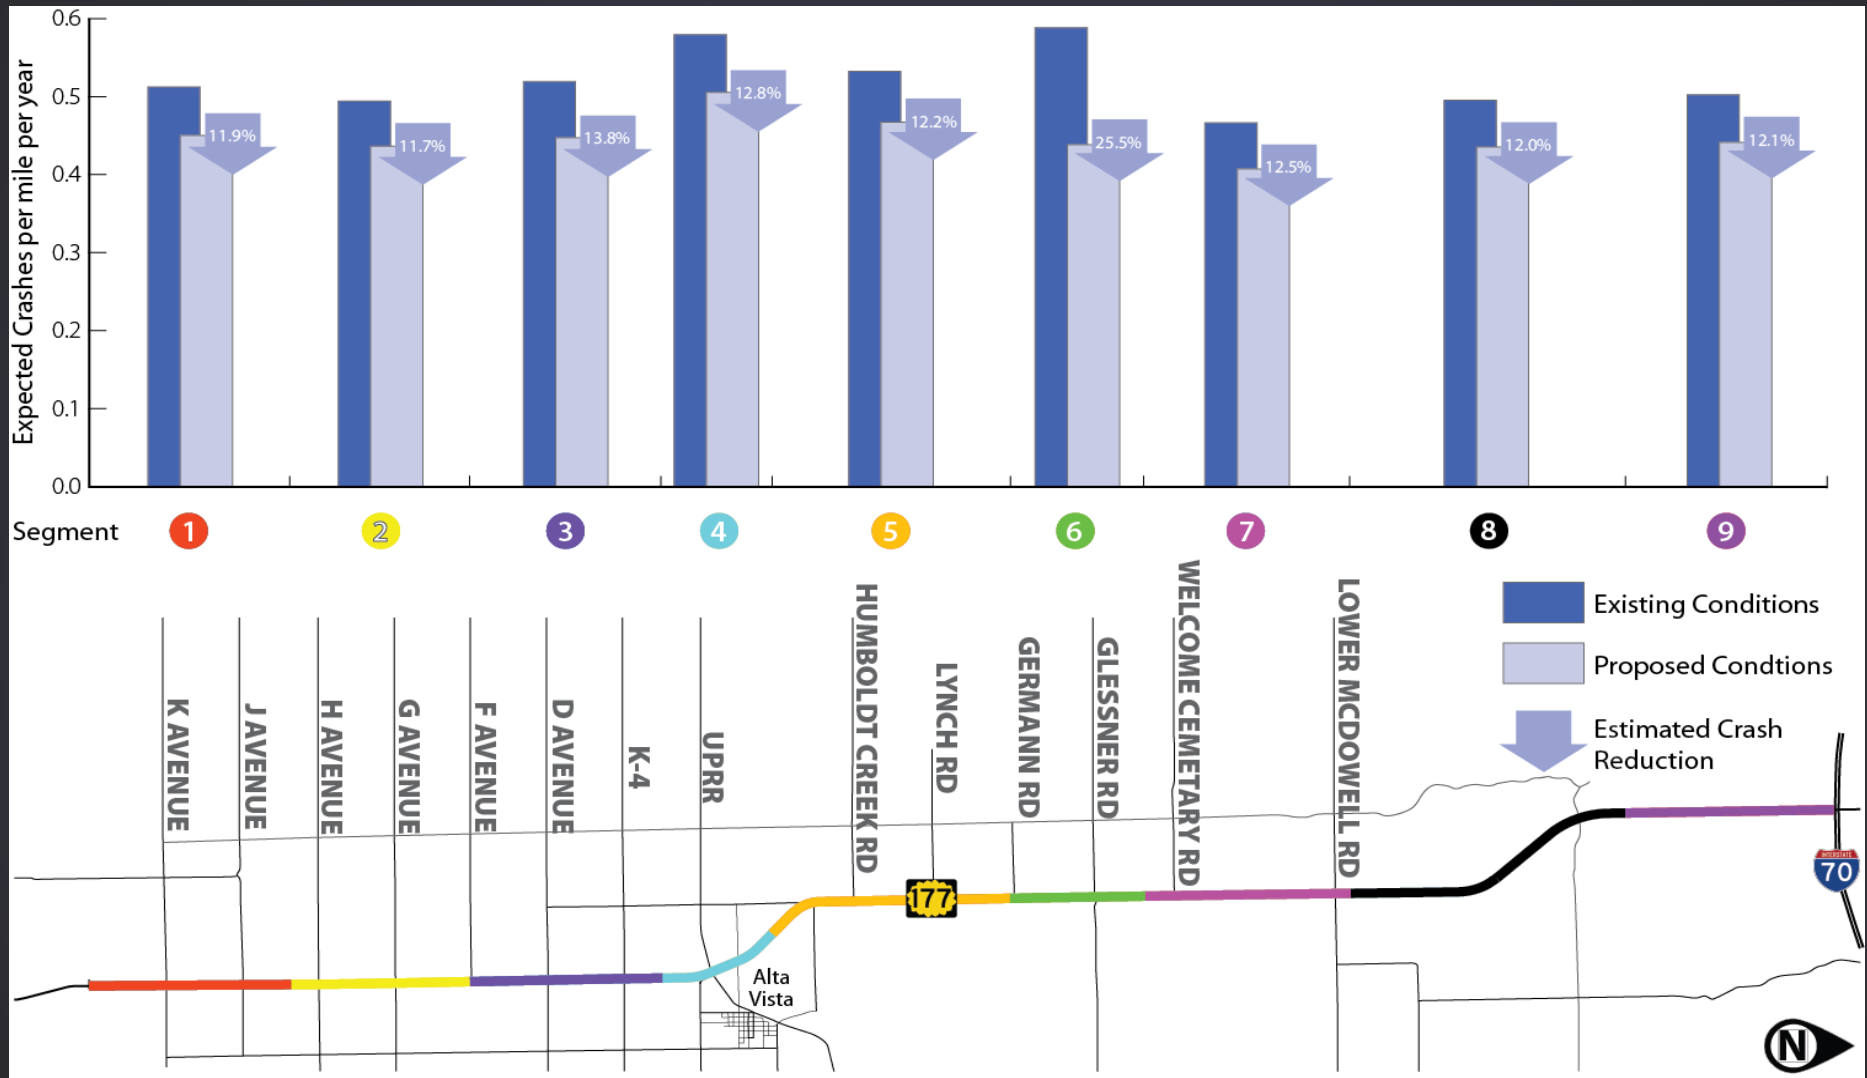 Expected Crashes per mile per year
0.6
0.5
0.4
0.3
0.2
0.1
0.0
11.9%
11.7%
13.8%
12.8%
12.2%
25.5%
12.5%
12.0%
12.1%
Segment
1
2
3
4
5
6
7
8
9
Existing Conditions
Proposed Condtions
Estimated Crash
Reduction
K AVENUE
J AVENUE
H AVENUE
G AVENUE
F AVENUE
D AVENUE
K-4
UPRR
HUMBOLDT CREEK RD
LYNCH RD
GERMANN RD
GLESSNER RD
WELCOME CEMETARY RD
LOWER MCDOWELL RD
177
INTERSTATE
70
Alta
Vista
N